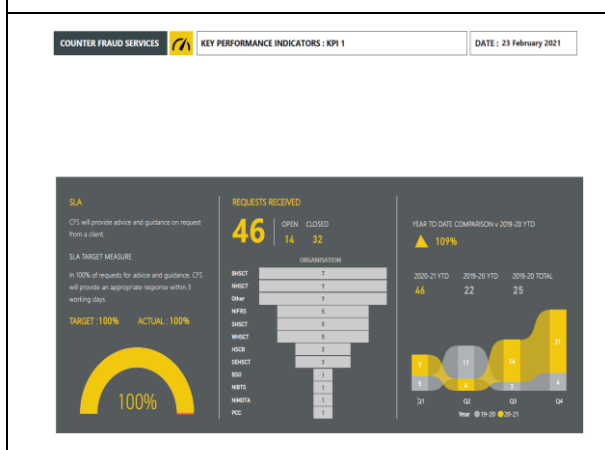 COUNTER FRAUD SERVICES
KEY PERFORMANCE INDICATORS : KPI 1
DATE : 23 February 2021
SLA
CFS will provide advice and guidance on request
from a client.
SLA TARGET MEASURE
In 100% of requests for advice and guidance, CFS
will provide an appropriate response within 3
working days.
TARGET : 100% ACTUAL : 100%
100%
REQUESTS RECEIVED
46
OPEN CLOSED
14 32
ORGANISATION
BHSCT 7
NHSCT 7
Other 7
NIFRS 5
SHSCT 5
WHSCT 5
HSCB 3
SEHSCT 3
BSO 1
NIBTS 1
NIMDTA 1
PCC 1
YEAR TO DATE COMPARISON v 2019-20 YTD
109%
2020-21 YTD 2019-20 YTD 2019-20 TOTAL
46 22 25
7 11 14 21
5 4 3 6
Q1 Q2 Q3 Q4
Year 19-20 20-21